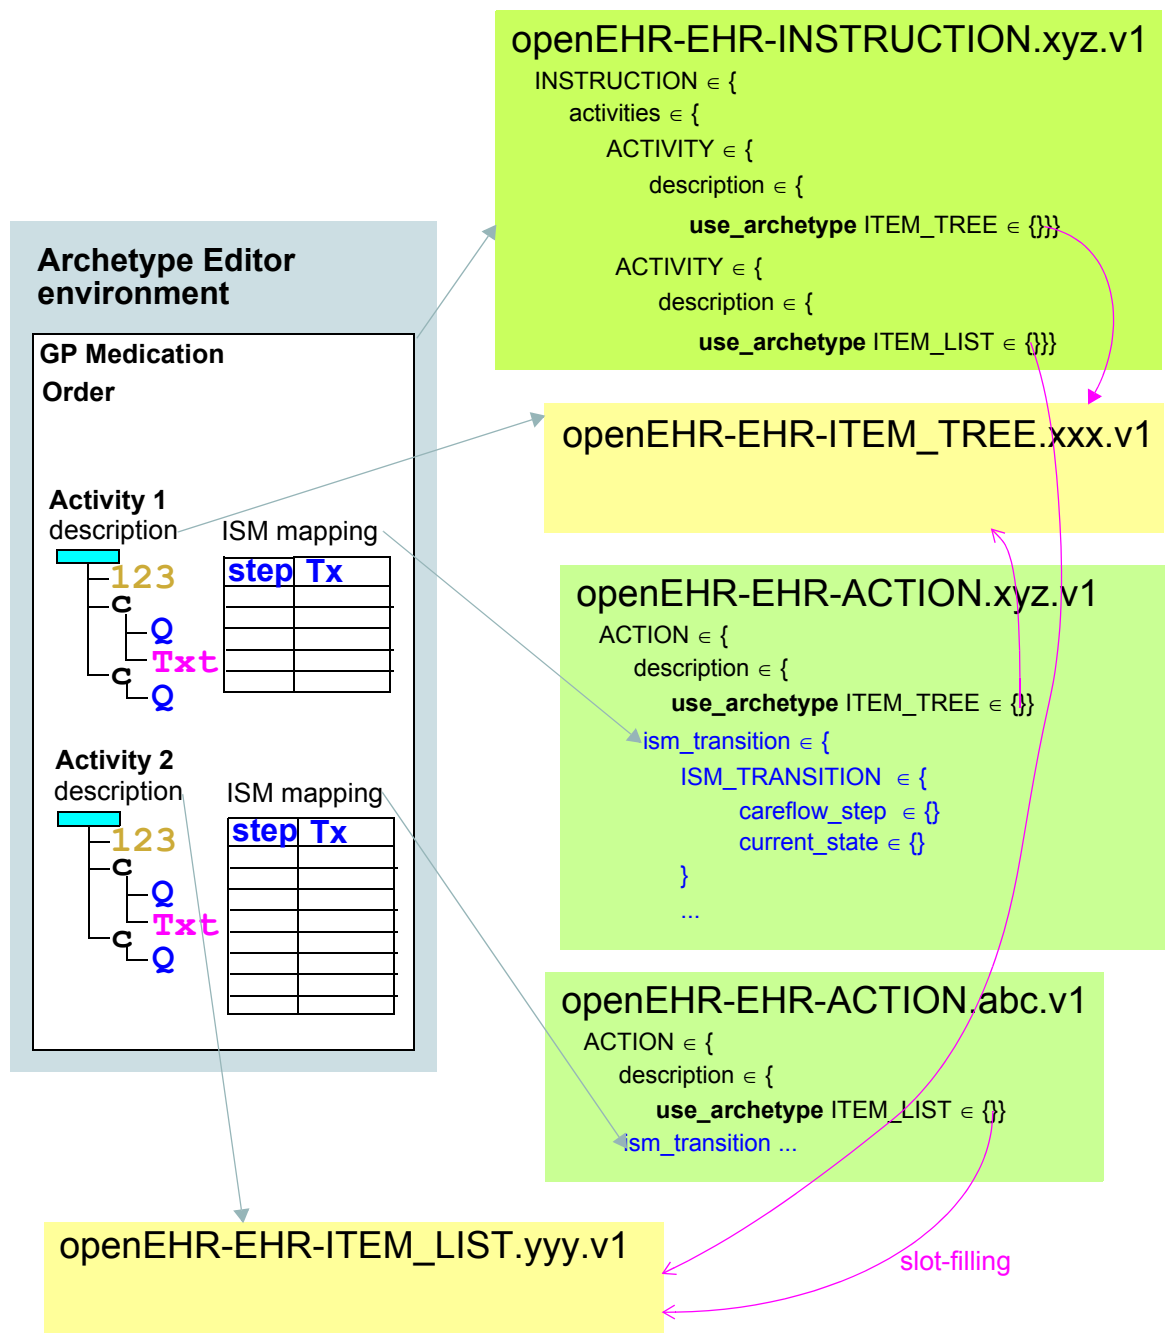 openEHR-EHR-INSTRUCTION.xyz.v1
INSTRUCTION ∈ {
activities ∈ {
ACTIVITY ∈ {
description ∈ {
use_archetype ITEM_TREE ∈ {}}}
ACTIVITY ∈ {
description ∈ {
use_archetype ITEM_LIST ∈ {}}}
Archetype Editor
environment
GP Medication
Order
Activity 1
description
ISM mapping
123
C
Q
Txt
C
Q
step Tx
Activity 2
description
ISM mapping
123
C
Q
Txt
C
Q
step Tx
openEHR-EHR-ITEM_TREE.xxx.v1
openEHR-EHR-ACTION.xyz.v1
ACTION ∈ {
description ∈ {
use_archetype ITEM_TREE ∈ {}}
ism_transition ∈ {
ISM_TRANSITION ∈ {
careflow_step ∈ {}
current_state ∈ {}
}
...
openEHR-EHR-ACTION.abc.v1
ACTION ∈ {
description ∈ {
use_archetype ITEM_LIST ∈ {}}
ism_transition ...
openEHR-EHR-ITEM_LIST.yyy.v1
slot-filling